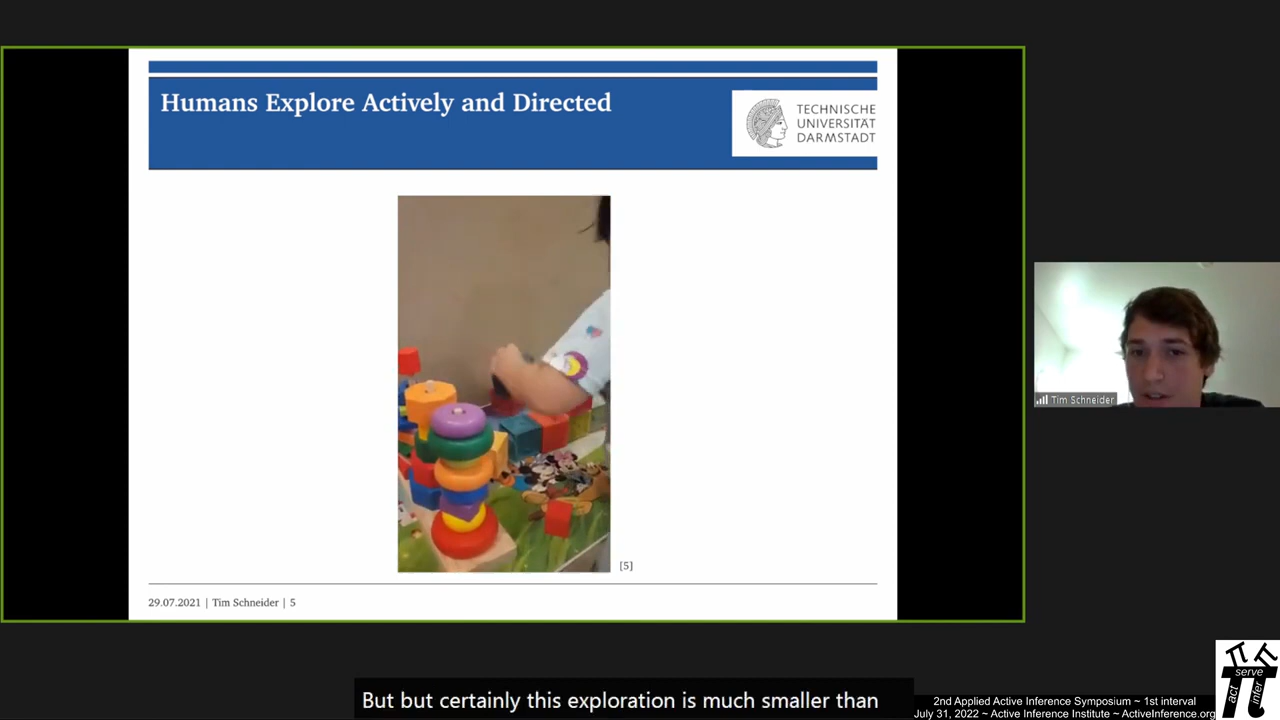 Humans Explore Actively and Directed
TECHNISCHE
UNIVERSITÄT
DARMSTADT
[5]
29.07.2021 | Tim Schneider | 5
Tim Schneider
But but certainly this exploration is much smaller than
serve
act
infer
2nd Applied Active Inference Symposium ~ 1st interval
July 31, 2022 ~ Active Inference Institute ~ ActiveInference.org